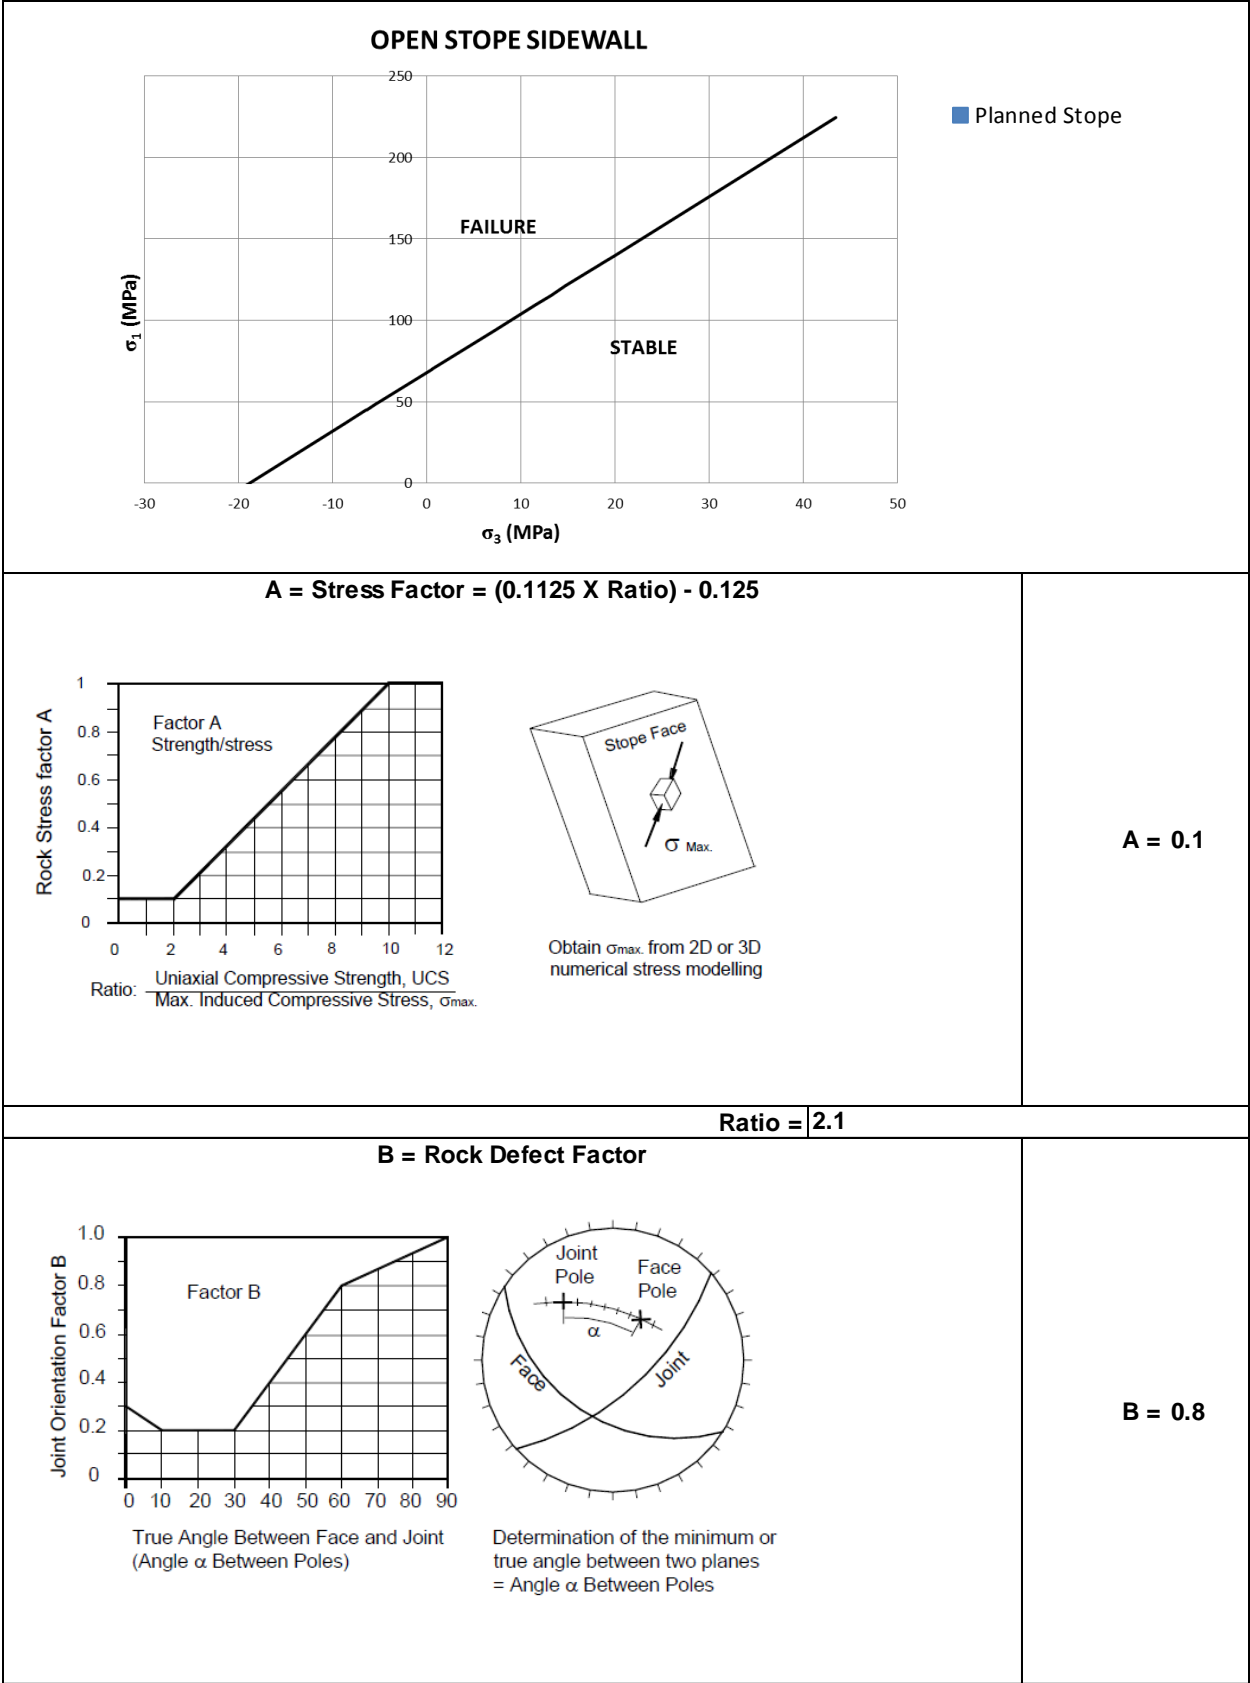 OPEN STOPE SIDEWALL
250
200
150
100
50
0
σ1 (MPa)
FAILURE
STABLE
Planned Stope
-30 -20 -10 0 10 20 30 40 50
σ3 (MPa)
A = Stress Factor = (0.1125 X Ratio) - 0.125
Rock Stress factor A
1
0.8
0.6
0.4
0.2
0
Factor A
Strength/stress
0 2 4 6 8 10 12
Ratio: Uniaxial Compressive Strength, UCS
Max. Induced Compressive Stress, σmax.
Stope Face
σ Max.
Obtain σmax. from 2D or 3D
numerical stress modelling
A = 0.1
Ratio = 2.1
B = Rock Defect Factor
Joint Orientation Factor B
1.0
0.8
0.6
0.4
0.2
0
Factor B
0 10 20 30 40 50 60 70 80 90
True Angle Between Face and Joint
(Angle α Between Poles)
Joint
Pole
Face
Pole
α
Face
Joint
Determination of the minimum or
true angle between two planes
= Angle α Between Poles
B = 0.8